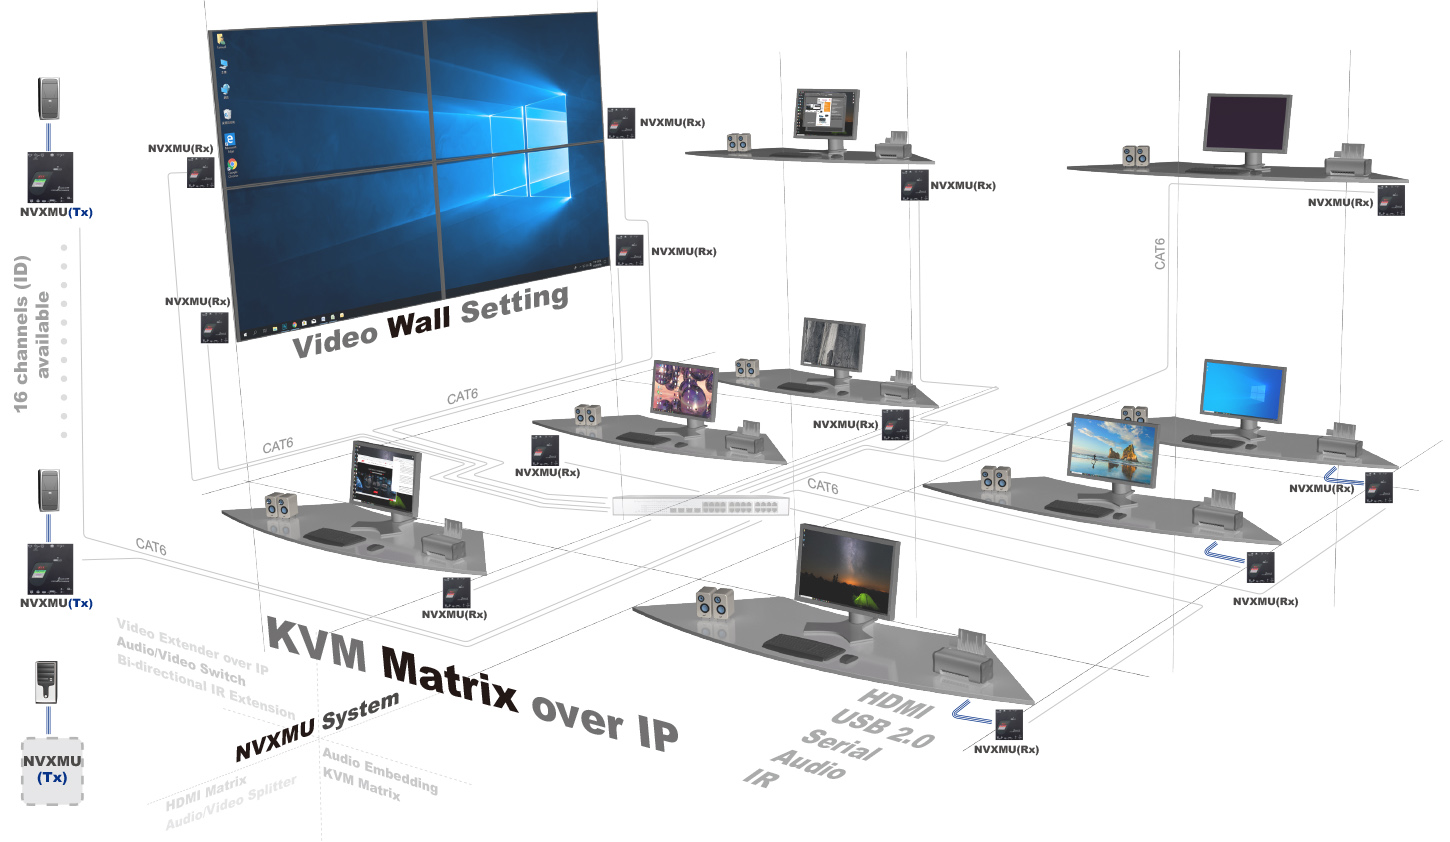 NVXMU(Tx)
16 channels (ID)
available
NVXMU(Tx)
NVXMU
(Tx)
NVXMU(Rx)
NVXMU(Rx)
NVXMU(Rx)
NVXMU(Rx)
Video Wall Setting
CAT6
CAT6
CAT6
NVXMU(Rx)
NVXMU(Rx)
CAT6
NVXMU(Rx)
NVXMU(Rx)
NVXMU(Rx)
CAT6
NVXMU(Rx)
NVXMU(Rx)
NVXMU(Rx)
KVM Matrix over IP
Video Extender over IP
Audio/Video Switch
Bi-directional IR Extension
NVXMU System
Audio Embedding
KVM Matrix
HDMI Matrix
Audio/Video Splitter
HDMI
USB 2.0
Serial
Audio
IR
NVXMU(Rx)